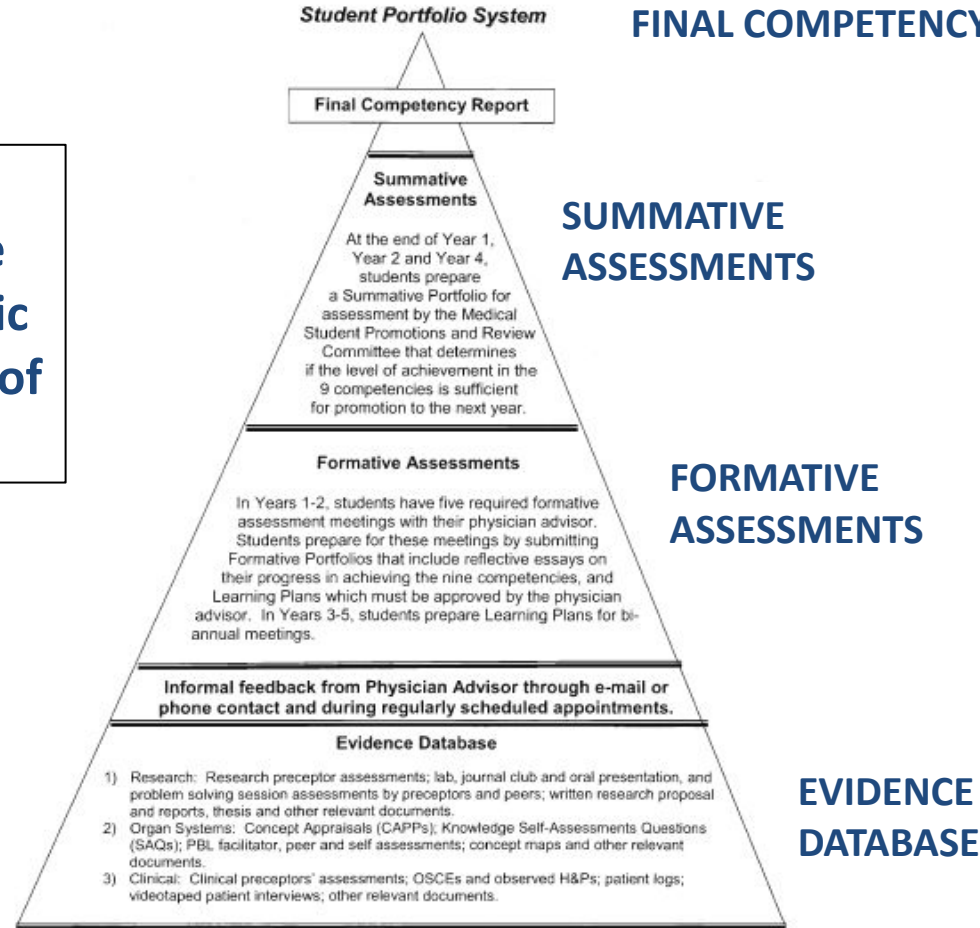 Student Portfolio System
FINAL COMPETENCY
Final Competency Report
ic
of
Summative
Assessments
At the end of Year 1,
Year 2 and Year 4,
students prepare
a Summative Portfolio for
assessment by the Medical
Student Promotions and Review
Committee that determines
if the level of achievement in the
9 competencies is sufficient
for promotion to the next year.
SUMMATIVE
ASSESSMENTS
Formative Assessments
In Years 1-2, students have five required formative
assessment meetings with their physician advisor.
Students prepare for these meetings by submitting
Formative Portfolios that include reflective essays on
their progress in achieving the nine competencies, and
Learning Plans which must be approved by the physician
advisor. In Years 3-5, students prepare Learning Plans for bi-
annual meetings.
FORMATIVE
ASSESSMENTS
Informal feedback from Physician Advisor through e-mail or
phone contact and during regularly scheduled appointments.
Evidence Database
1) Research: Research preceptor assessments; lab, journal club and oral presentation, and
problem solving session assessments by preceptors and peers; written research proposal
and reports, thesis and other relevant documents.
2) Organ Systems: Concept Appraisals (CAPPs); Knowledge Self-Assessments Questions
(SAQs); PBL facilitator, peer and self assessments; concept maps and other relevant
documents.
3) Clinical: Clinical preceptors' assessments; OSCEs and observed H&Ps; patient logs;
videotaped patient interviews; other relevant documents.
EVIDENCE
DATABASE